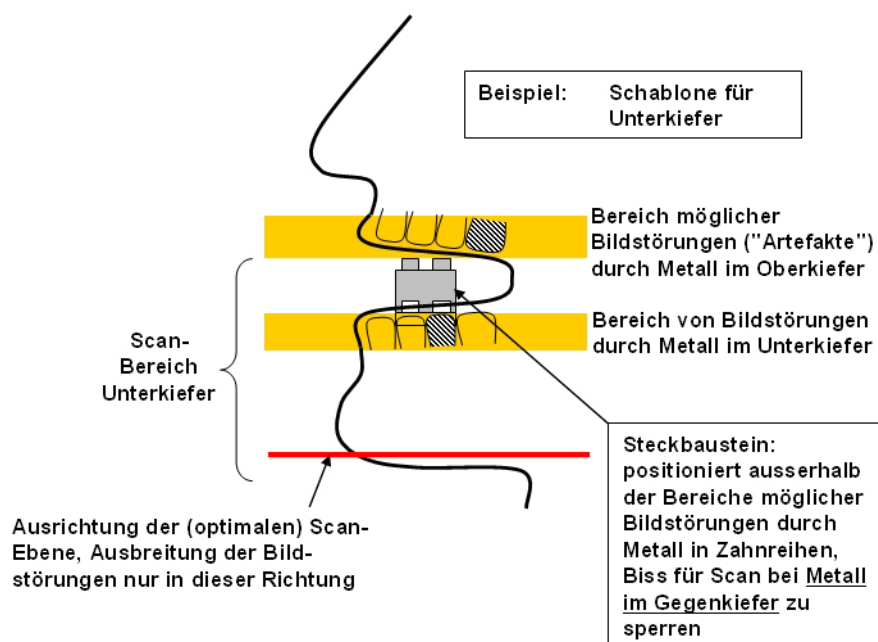 Beispiel: Schablone für
Unterkiefer
Bereich möglicher
Bildstörungen ("Artefakte")
durch Metall im Oberkiefer
Bereich von Bildstörungen
durch Metall im Unterkiefer
Scan-
Bereich
Unterkiefer
Steckbaustein:
positioniert ausserhalb
der Bereiche möglicher
Bildstörungen durch
Metall in Zahnreihen,
Biss für Scan bei Metall
im Gegenkiefer zu
sperren
Ausrichtung der (optimalen) Scan-
Ebene, Ausbreitung der Bild-
störungen nur in dieser Richtung